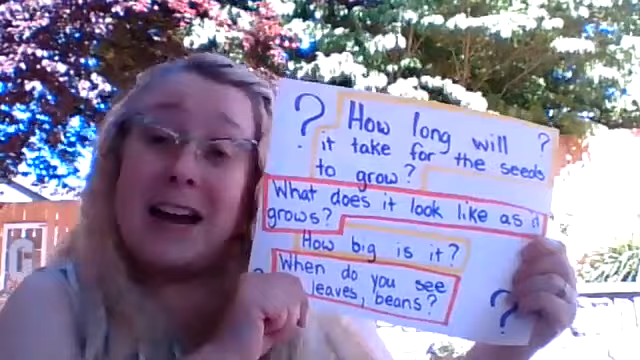 ? How long will ?
it take for the seeds
to grow?
What does it look like as it
grows?
How big is it?
When do you see
leaves, beans?
?
G